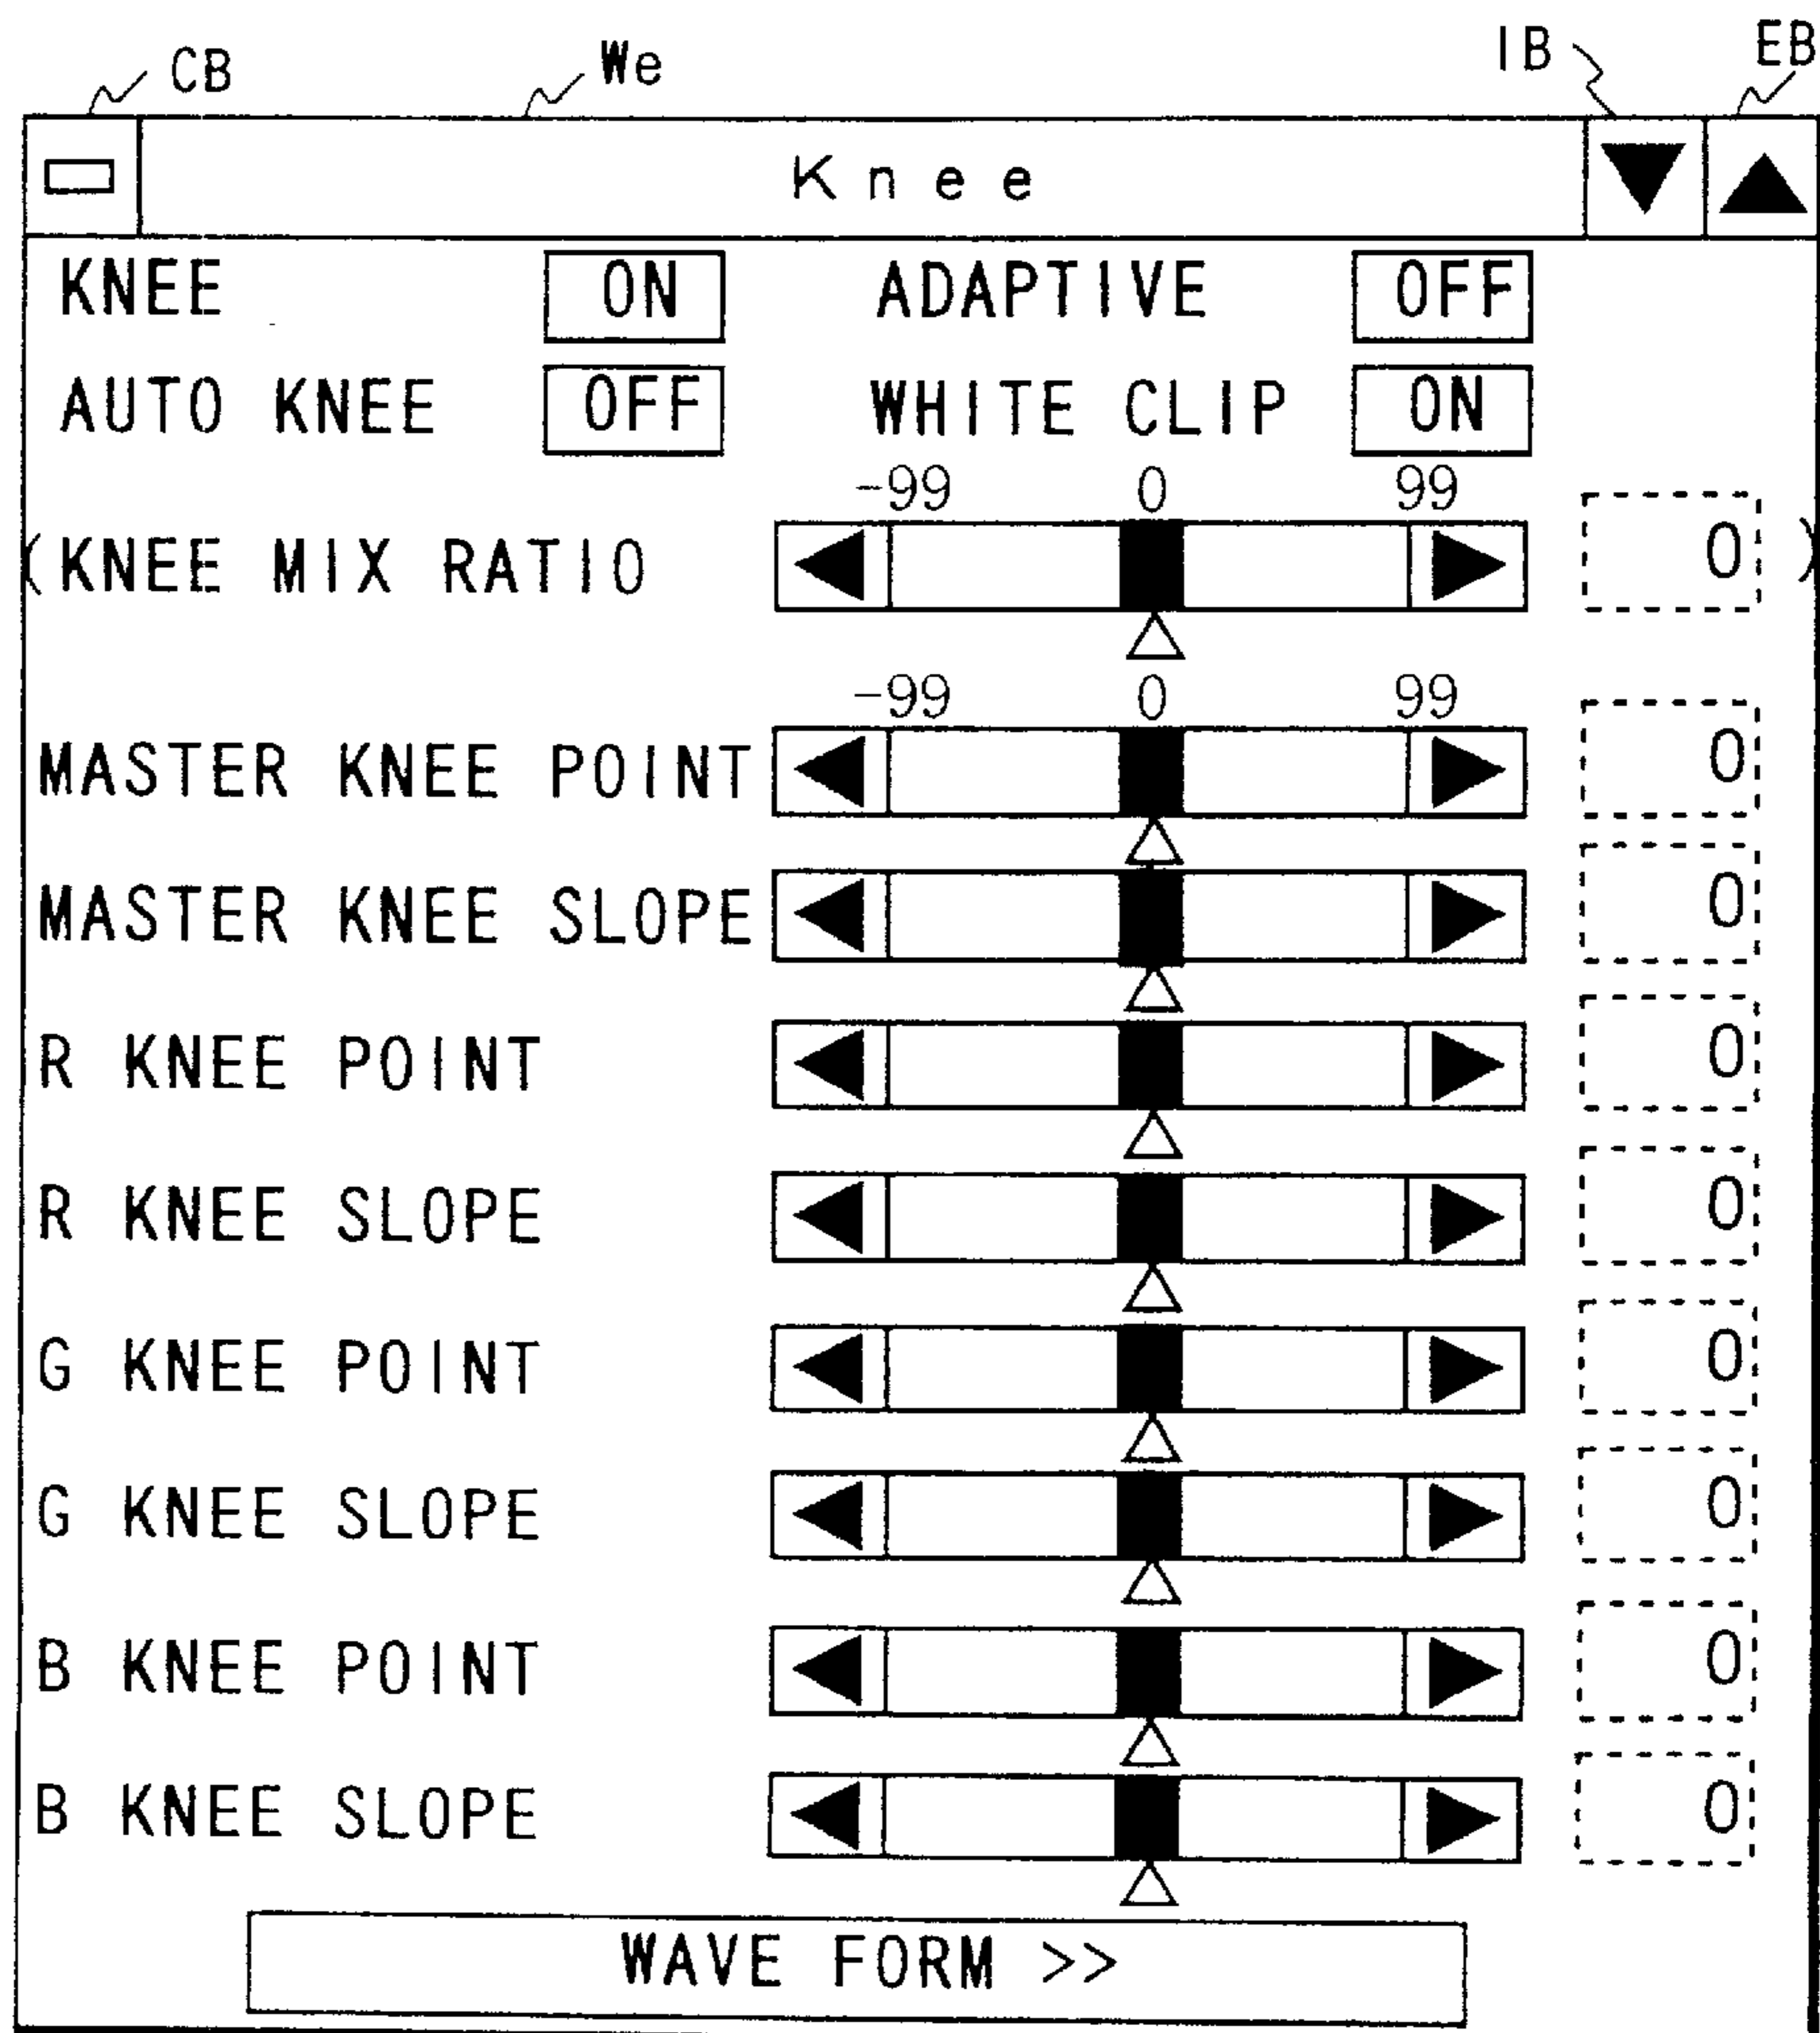 CB We IB EB
Knee
KNEE ON ADAPTIVE OFF
AUTO KNEE OFF WHITE CLIP ON
-99 0 99
(KNEE MIX RATIO 0 )
-99 0 99
MASTER KNEE POINT 0
MASTER KNEE SLOPE 0
R KNEE POINT 0
R KNEE SLOPE 0
G KNEE POINT 0
G KNEE SLOPE 0
B KNEE POINT 0
B KNEE SLOPE 0
WAVE FORM >>